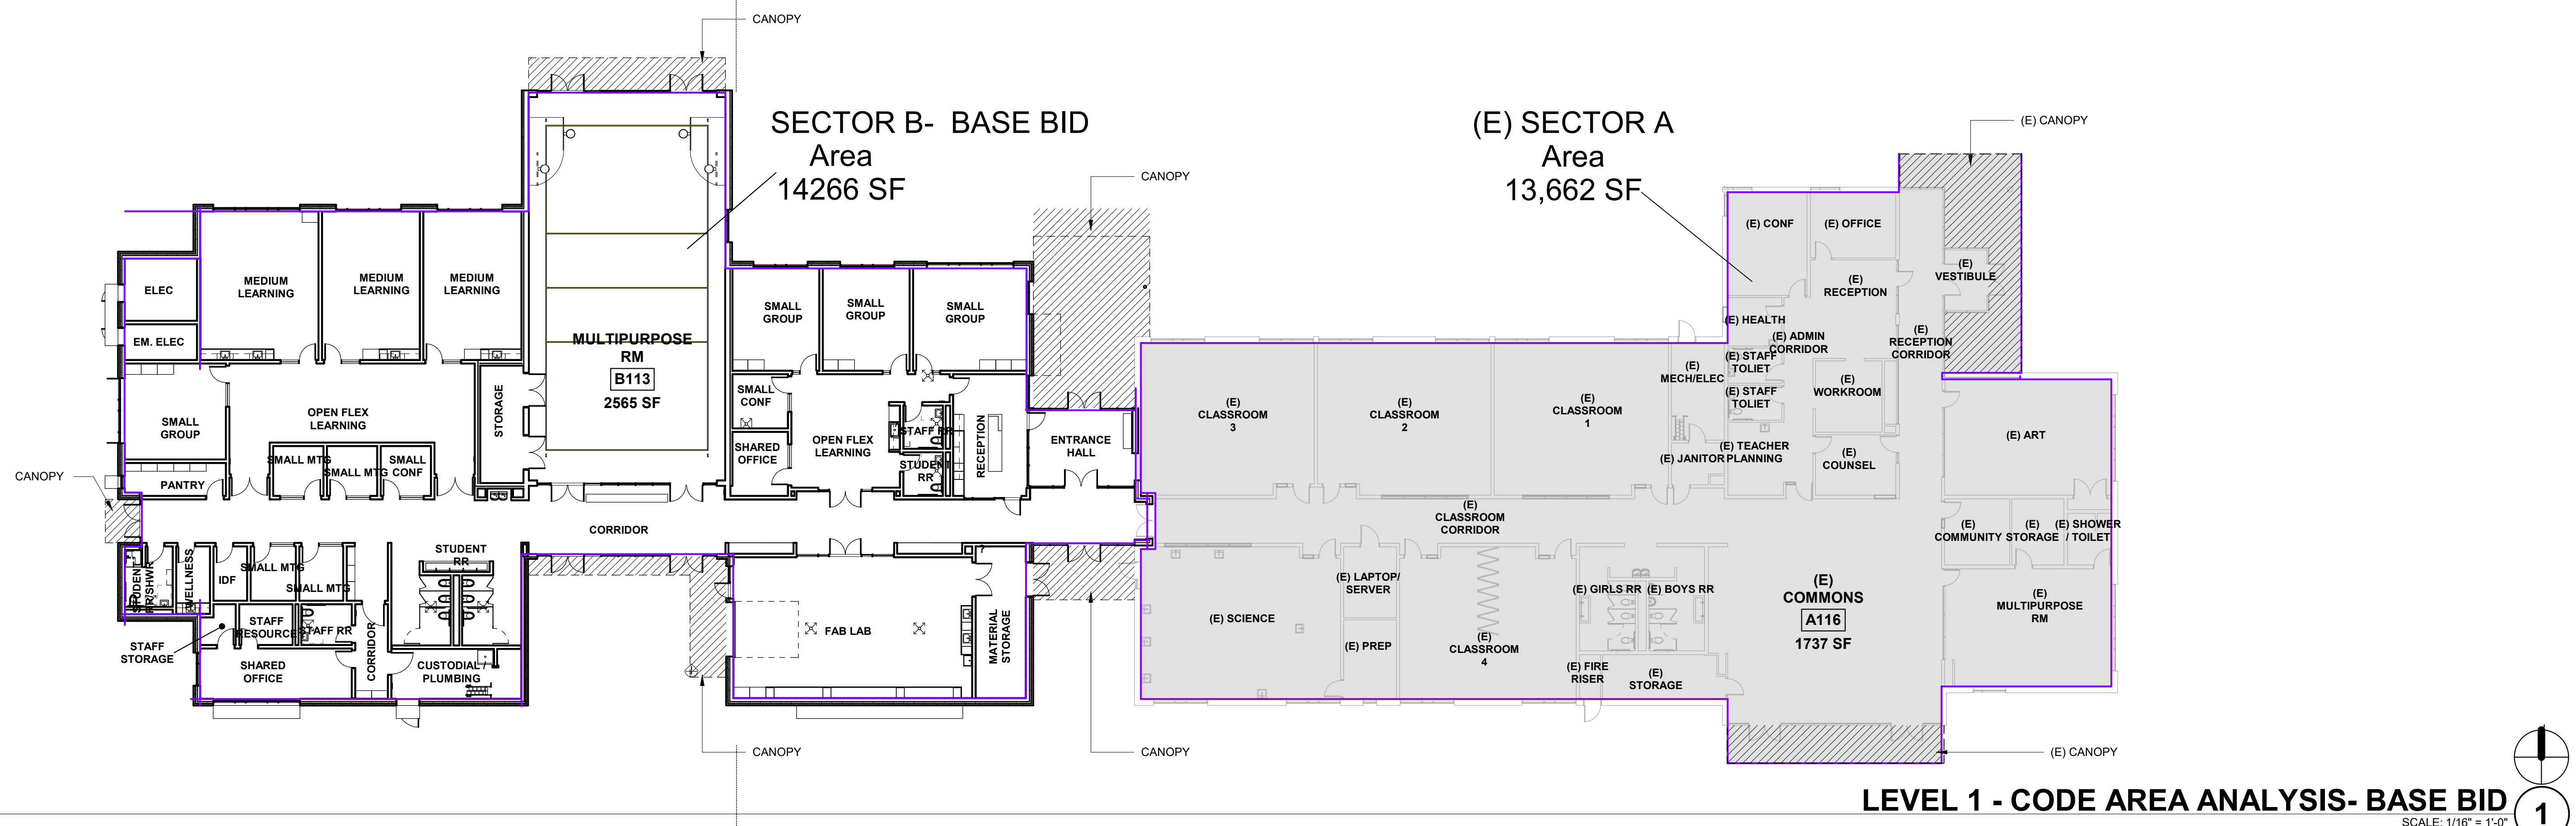 CANOPY
SECTOR B-  BASE BID
Area
14266 SF
(E) SECTOR A
Area
13,662 SF
(E) CANOPY
CANOPY
ELEC
EM. ELEC
MEDIUM
LEARNING
MEDIUM
LEARNING
MEDIUM
LEARNING
MULTIPURPOSE
RM
B113
2565 SF
SMALL
GROUP
SMALL
GROUP
SMALL
GROUP
SMALL
CONF
SHARED
OFFICE
OPEN FLEX
LEARNING
STAFF RR
STUDENT
RR
RECEPTION
ENTRANCE
HALL
SMALL
GROUP
OPEN FLEX
LEARNING
STORAGE
SMALL MTG
SMALL MTG
SMALL
CONF
PANTRY
CANOPY
CORRIDOR
STUDENT
RR/SHWR
WELLNESS
IDF
SMALL MTG
SMALL MTG
STUDENT
RR
STAFF
STORAGE
STAFF
RESOURCE
STAFF RR
SHARED
OFFICE
CORRIDOR
CUSTODIAL /
PLUMBING
FAB LAB
MATERIAL
STORAGE
?
CANOPY
CANOPY
(E) CONF
(E) OFFICE
(E)
VESTIBULE
(E)
RECEPTION
(E) HEALTH
(E) ADMIN
CORRIDOR
(E)
RECEPTION
CORRIDOR
(E) STAFF
TOLIET
(E) STAFF
TOLIET
(E)
MECH/ELEC
(E)
WORKROOM
(E) TEACHER
PLANNING
(E) JANITOR
(E)
COUNSEL
(E)
CLASSROOM
3
(E)
CLASSROOM
2
(E)
CLASSROOM
1
(E) ART
(E)
CLASSROOM
CORRIDOR
(E)
COMMUNITY
(E)
STORAGE
(E) SHOWER
/ TOILET
(E) SCIENCE
(E) LAPTOP/
SERVER
(E) PREP
(E)
CLASSROOM
4
(E) GIRLS RR
(E) BOYS RR
(E) FIRE
RISER
(E)
STORAGE
(E)
COMMONS
A116
1737 SF
(E)
MULTIPURPOSE
RM
(E) CANOPY
LEVEL 1 - CODE AREA ANALYSIS- BASE BID
1
SCALE: 1/16" = 1'-0"